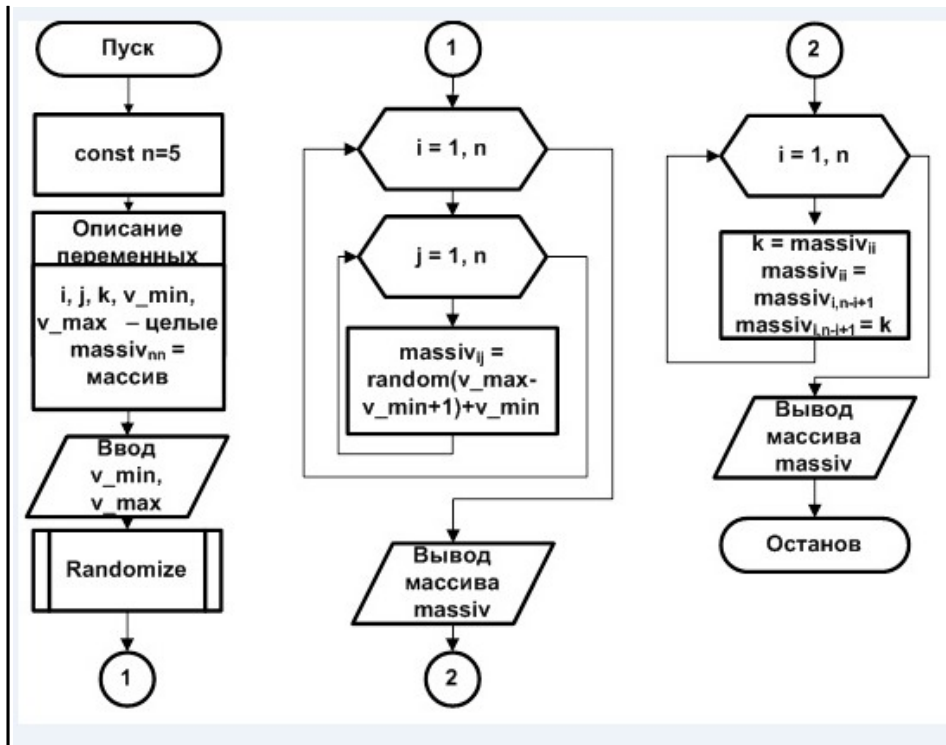 Пуск
const n=5
Описание
переменных
i, j, k, v_min,
v_max – целые
massivnn =
массив
Ввод
v_min,
v_max
Randomize
1
1
i = 1, n
j = 1, n
massivij =
random(v_max-
v_min+1)+v_min
Вывод
массива
massiv
2
2
i = 1, n
k = massivii
massivii =
massivi,n-i+1
massivi,n-i+1 = k
Вывод
массива
massiv
Останов